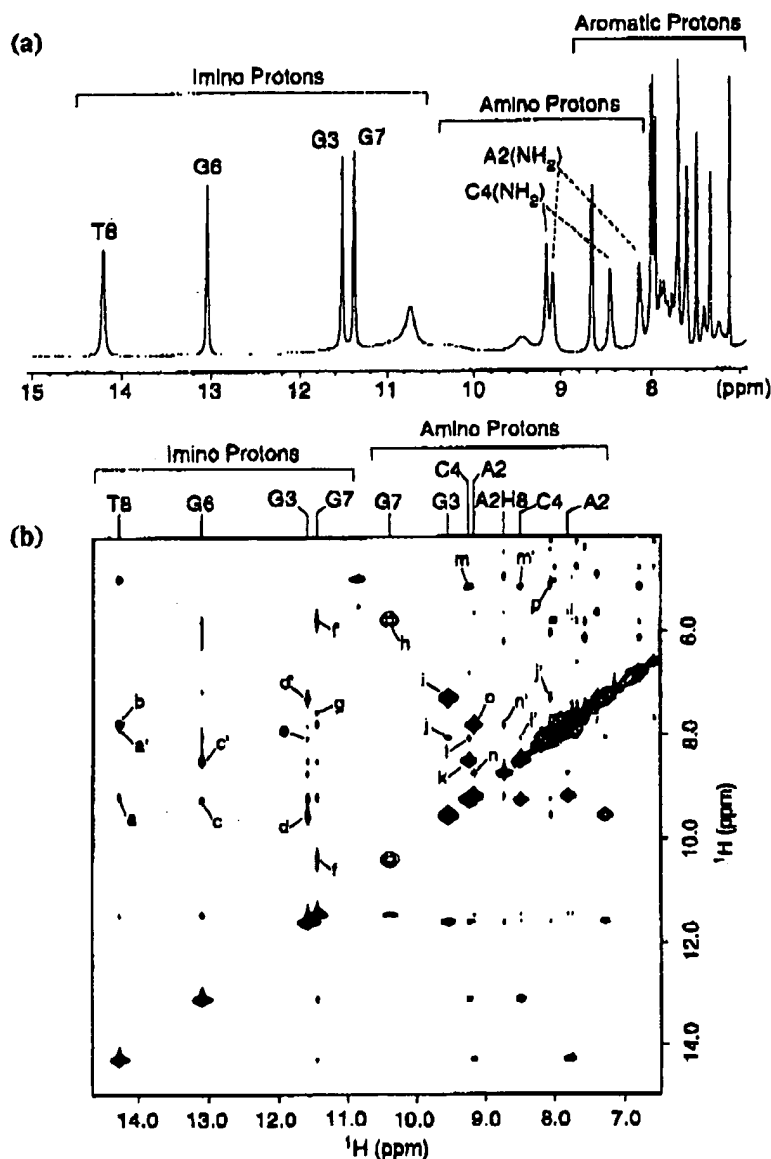 (a)
Aromatic Protons
Imino Protons
Amino Protons
G3 G7
G6
T8
A2(NH2)
C4(NH2)
15 14 13 12 11 10 9 8 (ppm)
(b)
Imino Protons
Amino Protons
C4 A2
T8 G6 G3 G7 G7 G3 A2H8 C4 A2
m m'
p
f
h
b
d' g
i j' o n' l'
a' c' e
j l
k n
a c d
f
6.0
8.0
10.0
12.0
14.0
1H (ppm)
14.0 13.0 12.0 11.0 10.0 9.0 8.0 7.0
1H (ppm)